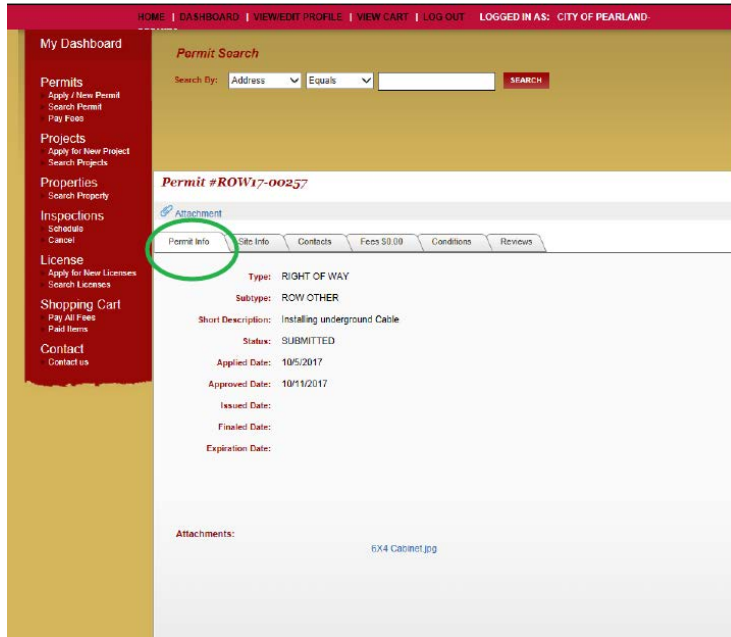 HOME | DASHBOARD | VIEW/EDIT PROFILE | VIEW CART | LOG OUT LOGGED IN AS: CITY OF PEARLAND-
My Dashboard
Permits
Apply / New Permit
Search Permit
Pay Fees
Projects
Apply for New Project
Search Projects
Properties
Search Property
Inspections
Schedule
Cancel
License
Apply for New Licenses
Search Licenses
Shopping Cart
Pay All Fees
Paid Items
Contact
Contact us
Permit Search
Search By: Address Equals SEARCH
Permit #ROW17-00257
Attachment
Permit Info Site Info Contacts Fees $0.00 Conditions Reviews
Type: RIGHT OF WAY
Subtype: ROW OTHER
Short Description: Installing underground Cable
Status: SUBMITTED
Applied Date: 10/5/2017
Approved Date: 10/11/2017
Issued Date:
Finaled Date:
Expiration Date:
Attachments:
6X4 Cabinet.jpg